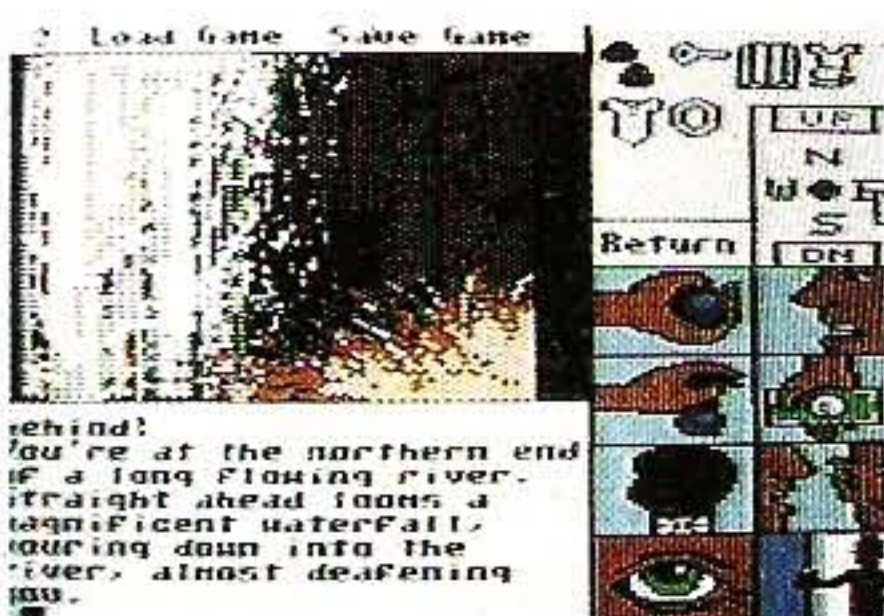 Load Game Save Game
UP
N
W
S
Return
DN
ehind!
ou're at the northern end
f a long flowing river.
traight ahead looms a
agnificent waterfall,
ouring down into the
iver, almost deafening
ou.